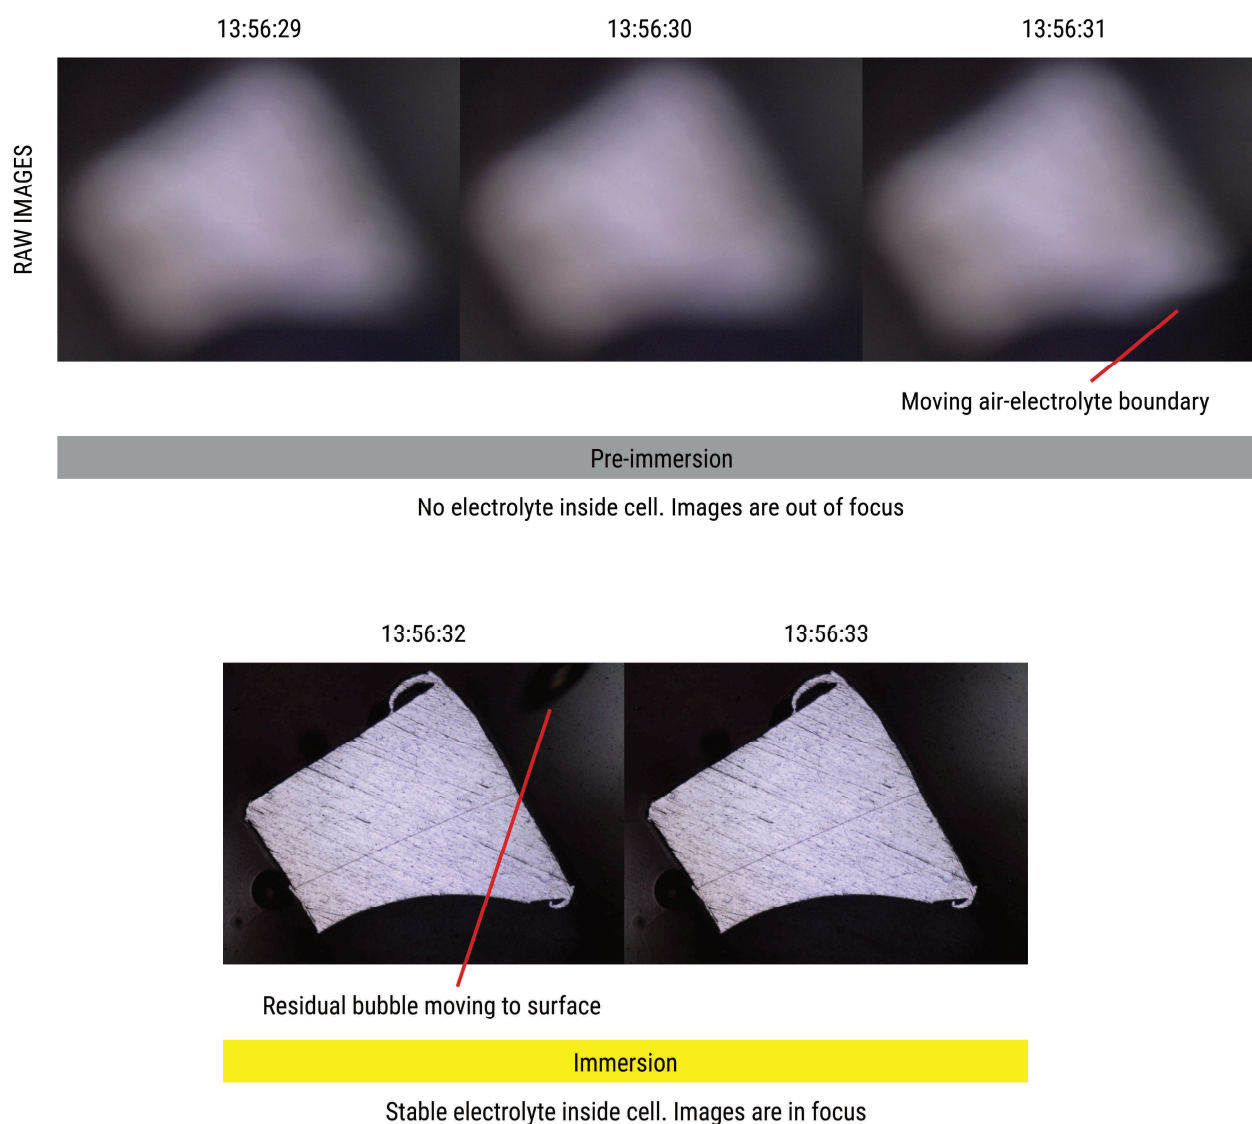 13:56:29
13:56:30
13:56:31
RAW IMAGES
Moving air-electrolyte boundary
Pre-immersion
No electrolyte inside cell. Images are out of focus
13:56:32
13:56:33
Residual bubble moving to surface
Immersion
Stable electrolyte inside cell. Images are in focus